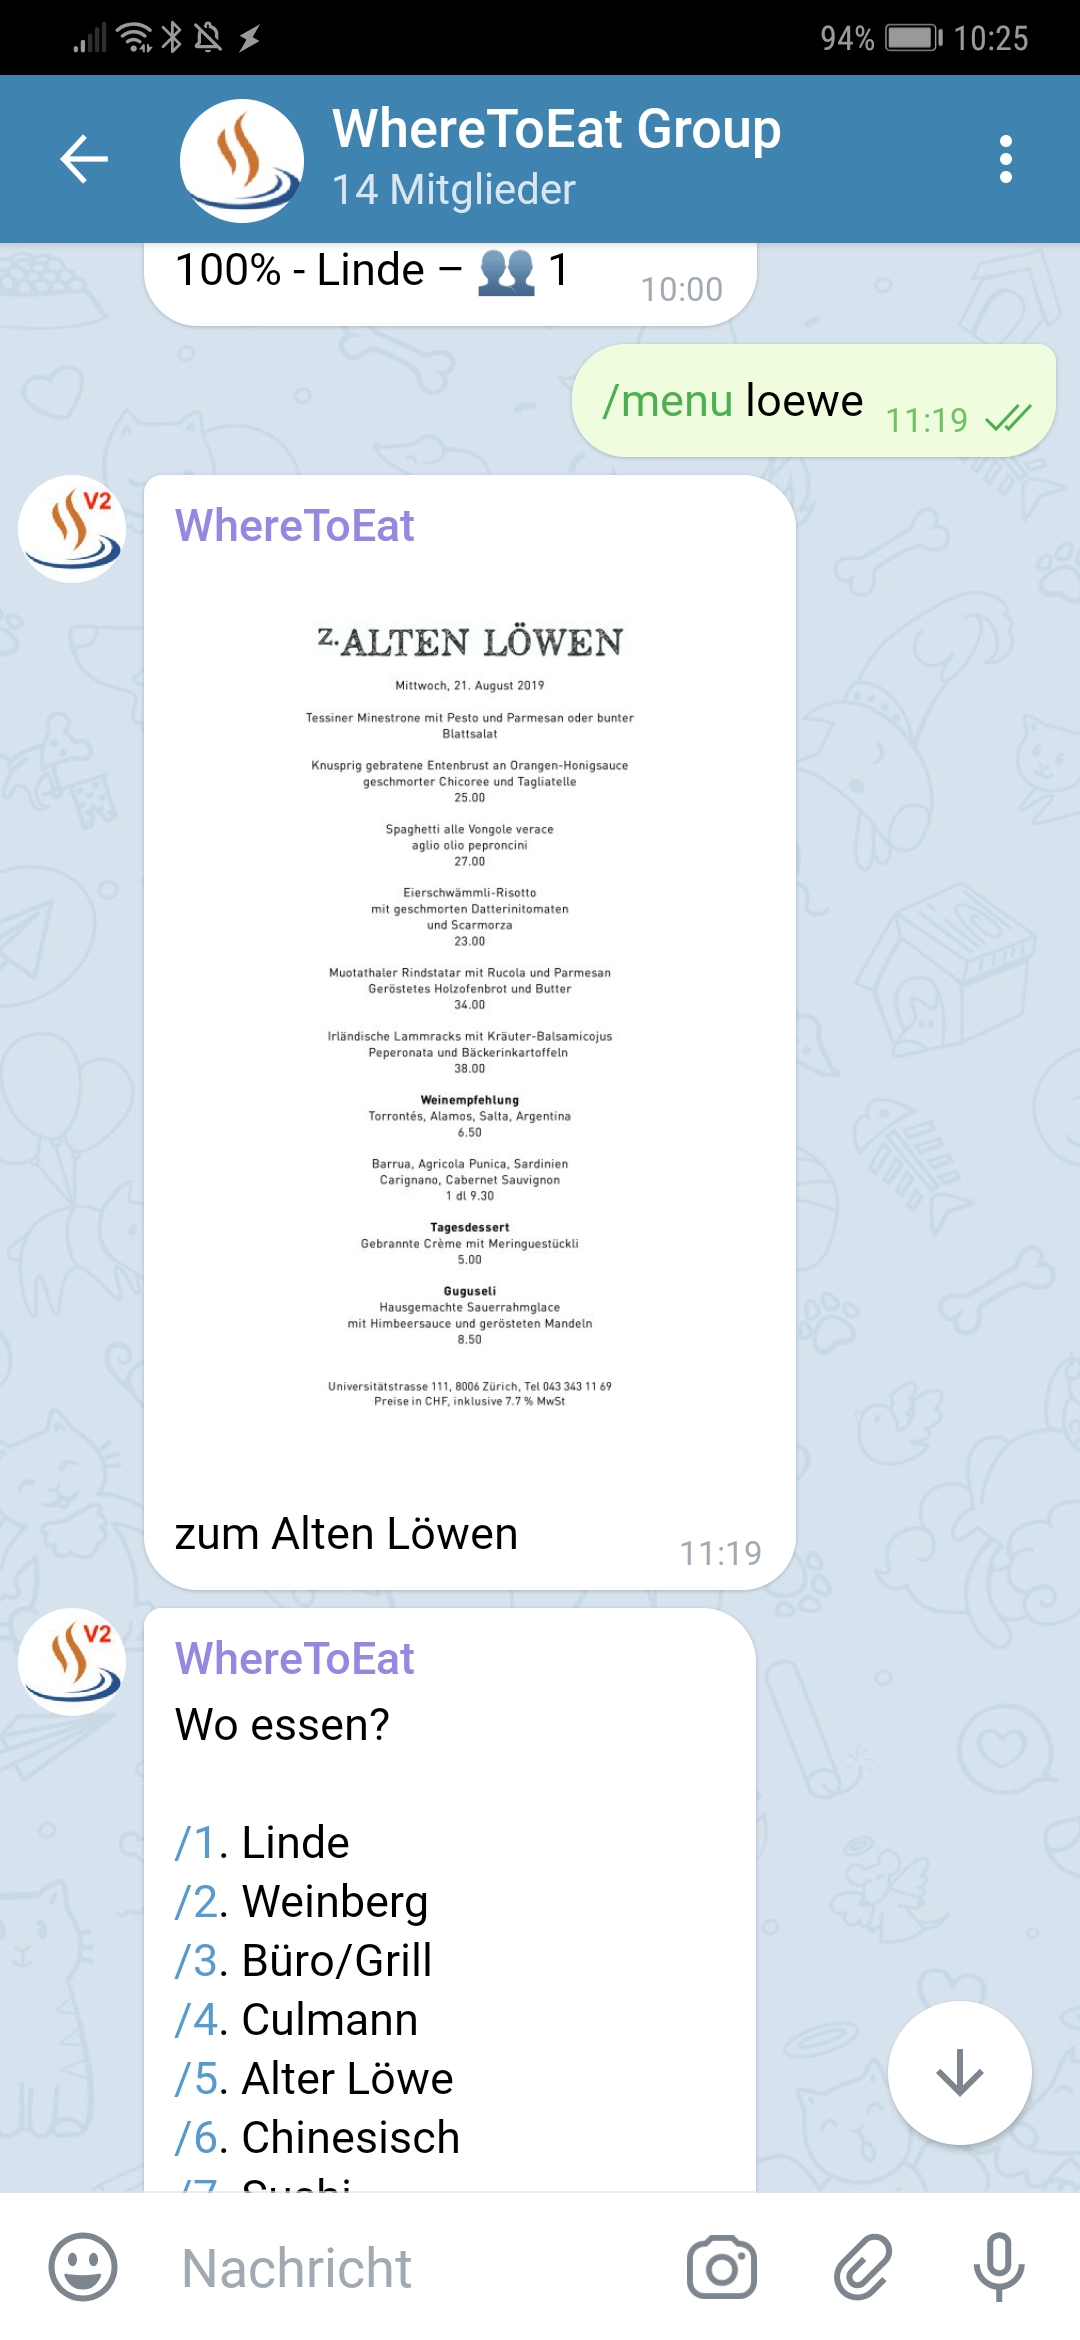 94% 10:25
WhereToEat Group
14 Mitglieder
100% - Linde – 👥 1 10:00
/menu loewe 11:19
V2
WhereToEat
Z. ALTEN LÖWEN
Mittwoch, 21. August 2019
Tessiner Minestrone mit Pesto und Parmesan oder bunter
Blattsalat
Knusprig gebratene Entenbrust an Orangen-Honigsauce
geschmorter Chicoree und Tagliatelle
25.00
Spaghetti alle Vongole verace
aglio olio peproncini
27.00
Eierschwämmli-Risotto
mit geschmorten Datterinitomaten
und Scarmorza
23.00
Muotathaler Rindstatar mit Rucola und Parmesan
Geröstetes Holzofenbrot und Butter
34.00
Irländische Lammracks mit Kräuter-Balsamicojus
Peperonata und Bäckerinkartoffeln
38.00
Weinempfehlung
Torrontés, Alamos, Salta, Argentina
6.50
Barrua, Agricola Punica, Sardinien
Carignano, Cabernet Sauvignon
1 dl 9.30
Tagesdessert
Gebrannte Crème mit Meringuestückli
5.00
Guguseli
Hausgemachte Sauerrahmglace
mit Himbeersauce und gerösteten Mandeln
8.50
Universitätstrasse 111, 8006 Zürich, Tel 043 343 11 69
Preise in CHF, inklusive 7.7 % MwSt
zum Alten Löwen 11:19
V2
WhereToEat
Wo essen?
/1. Linde
/2. Weinberg
/3. Büro/Grill
/4. Culmann
/5. Alter Löwe
/6. Chinesisch
/7. Sushi
Nachricht